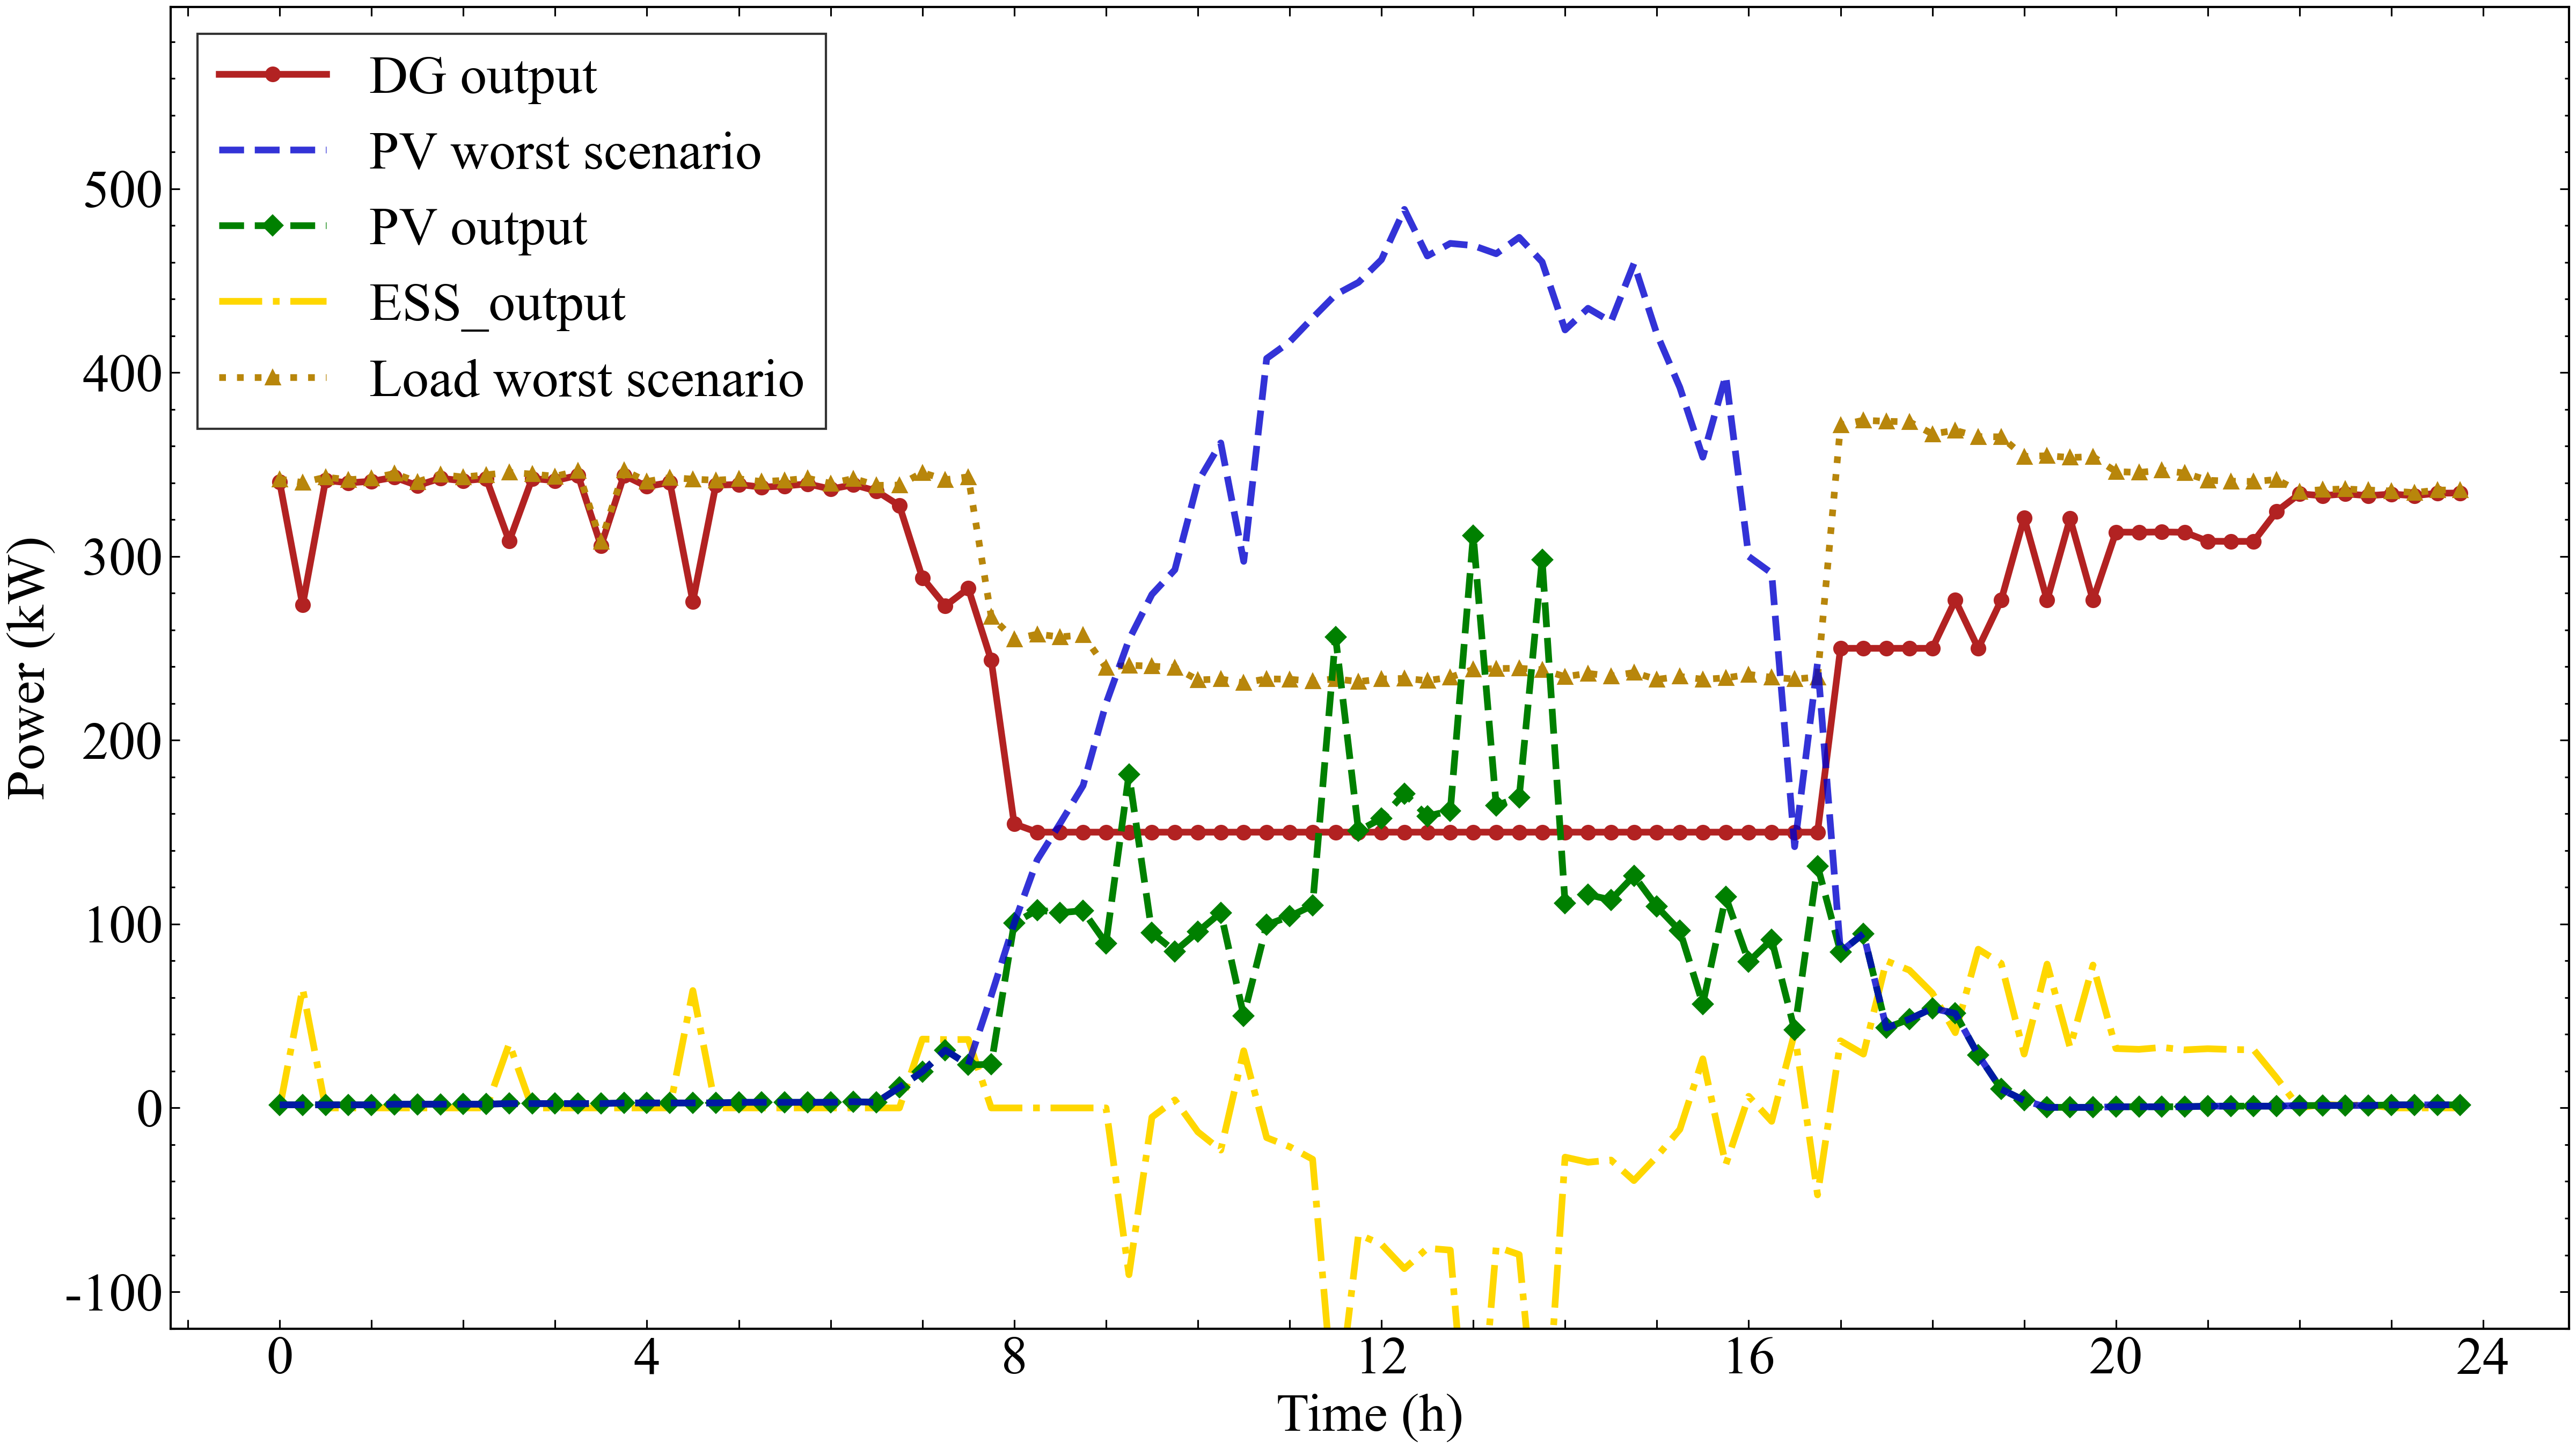 DG output
PV worst scenario
PV output
ESS_output
Load worst scenario
500
400
300
200
100
0
-100
Power (kW)
0 4 8 12 16 20 24
Time (h)